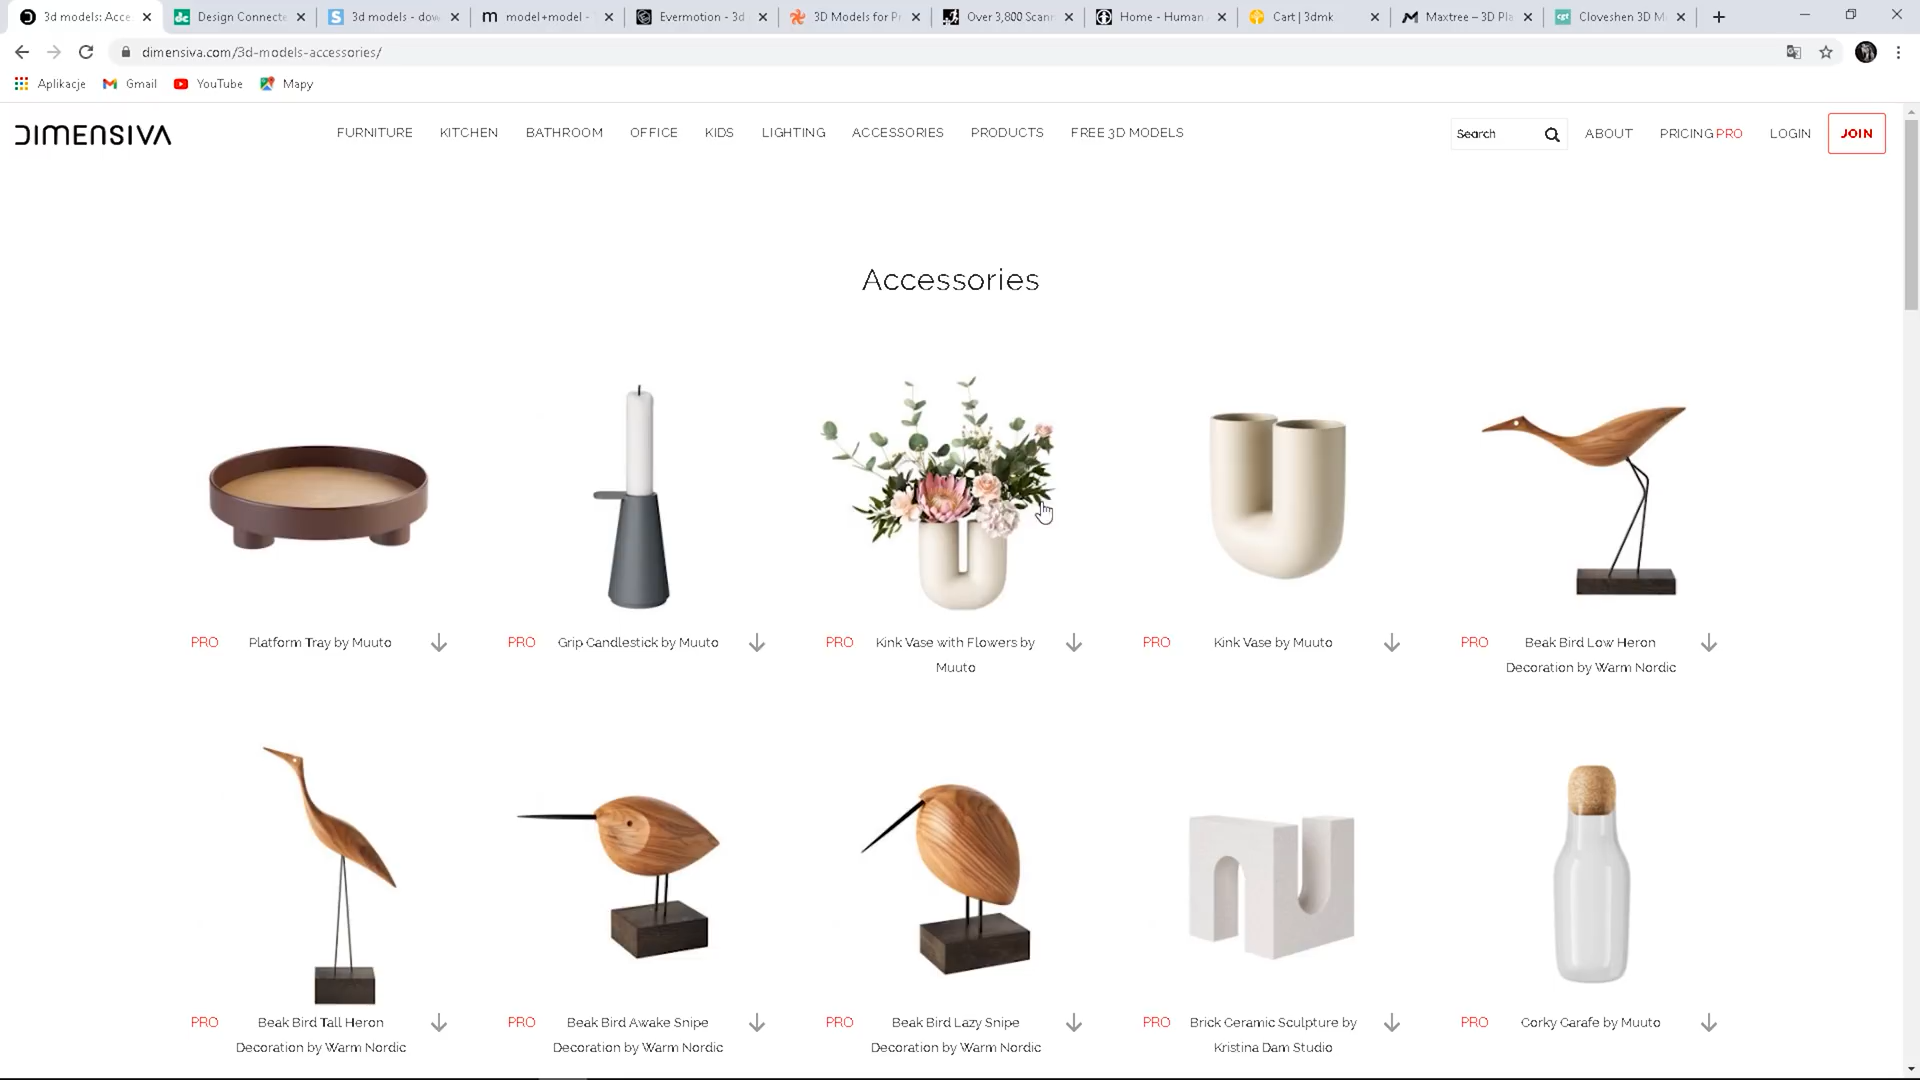 3d models: Acce
Design Connecte
3d models - dow
model+model -
Evermotion - 3d
3D Models for P
Over 3,800 Scann
Home - Human
Cart | 3dmk
Maxtree – 3D Pla
Cloveshen 3D M
dimensiva.com/3d-models-accessories/
Aplikacje Gmail YouTube Mapy
DIMENSIVA FURNITURE KITCHEN BATHROOM OFFICE KIDS LIGHTING ACCESSORIES PRODUCTS FREE 3D MODELS Search ABOUT PRICING PRO LOGIN JOIN
Accessories
PRO Platform Tray by Muuto
PRO Grip Candlestick by Muuto
PRO Kink Vase with Flowers by
Muuto
PRO Kink Vase by Muuto
PRO Beak Bird Low Heron
Decoration by Warm Nordic
PRO Beak Bird Tall Heron
Decoration by Warm Nordic
PRO Beak Bird Awake Snipe
Decoration by Warm Nordic
PRO Beak Bird Lazy Snipe
Decoration by Warm Nordic
PRO Brick Ceramic Sculpture by
Kristina Dam Studio
PRO Corky Carafe by Muuto